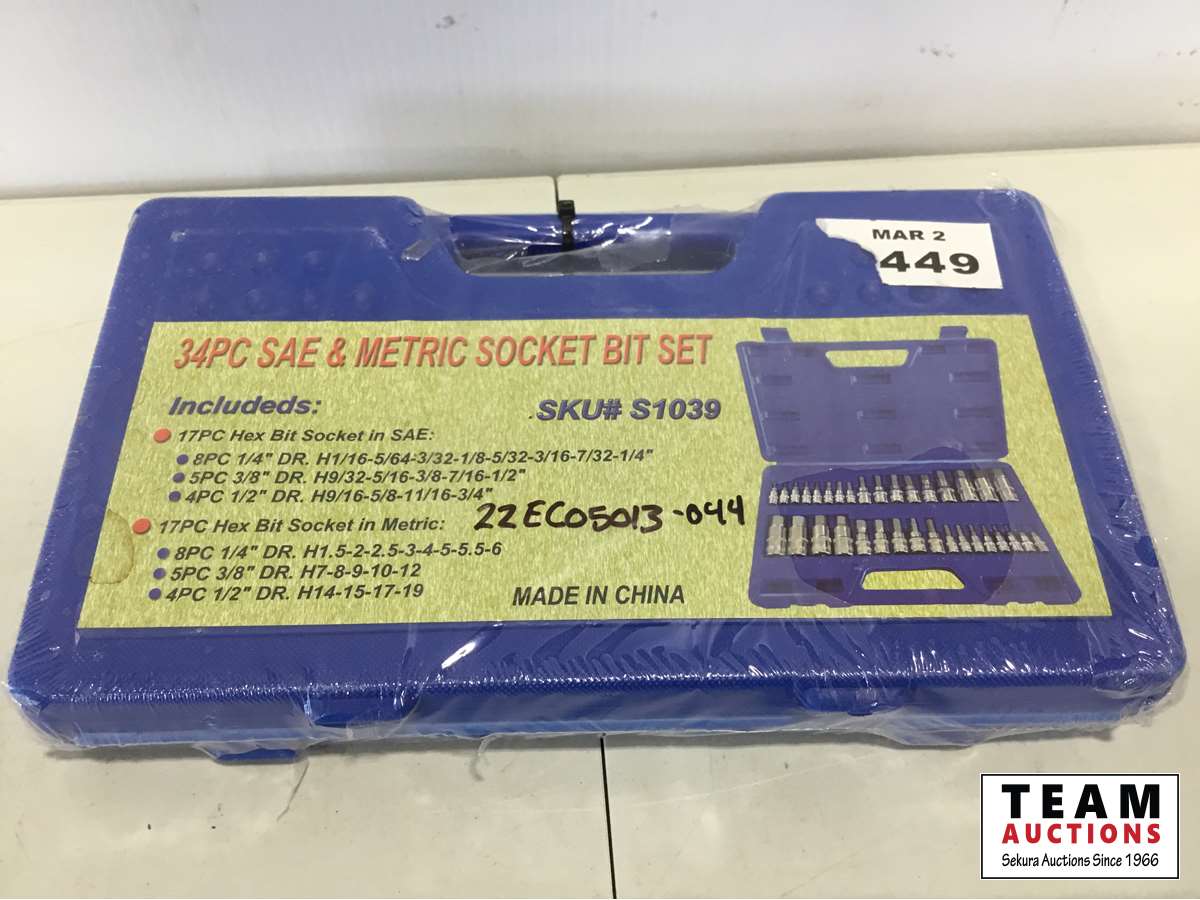 MAR 2
449
34PC SAE & METRIC SOCKET BIT SET
Includeds:
SKU# S1039
17PC Hex Bit Socket in SAE:
8PC 1/4" DR. H1/16-5/64-3/32-1/8-5/32-3/16-7/32-1/4"
5PC 3/8" DR. H9/32-5/16-3/8-7/16-1/2"
4PC 1/2" DR. H9/16-5/8-11/16-3/4"
22ECO5013-044
17PC Hex Bit Socket in Metric:
8PC 1/4" DR. H1.5-2-2.5-3-4-5-5.5-6
5PC 3/8" DR. H7-8-9-10-12
4PC 1/2" DR. H14-15-17-19
MADE IN CHINA
TEAM
AUCTIONS
Sekura Auctions Since 1966